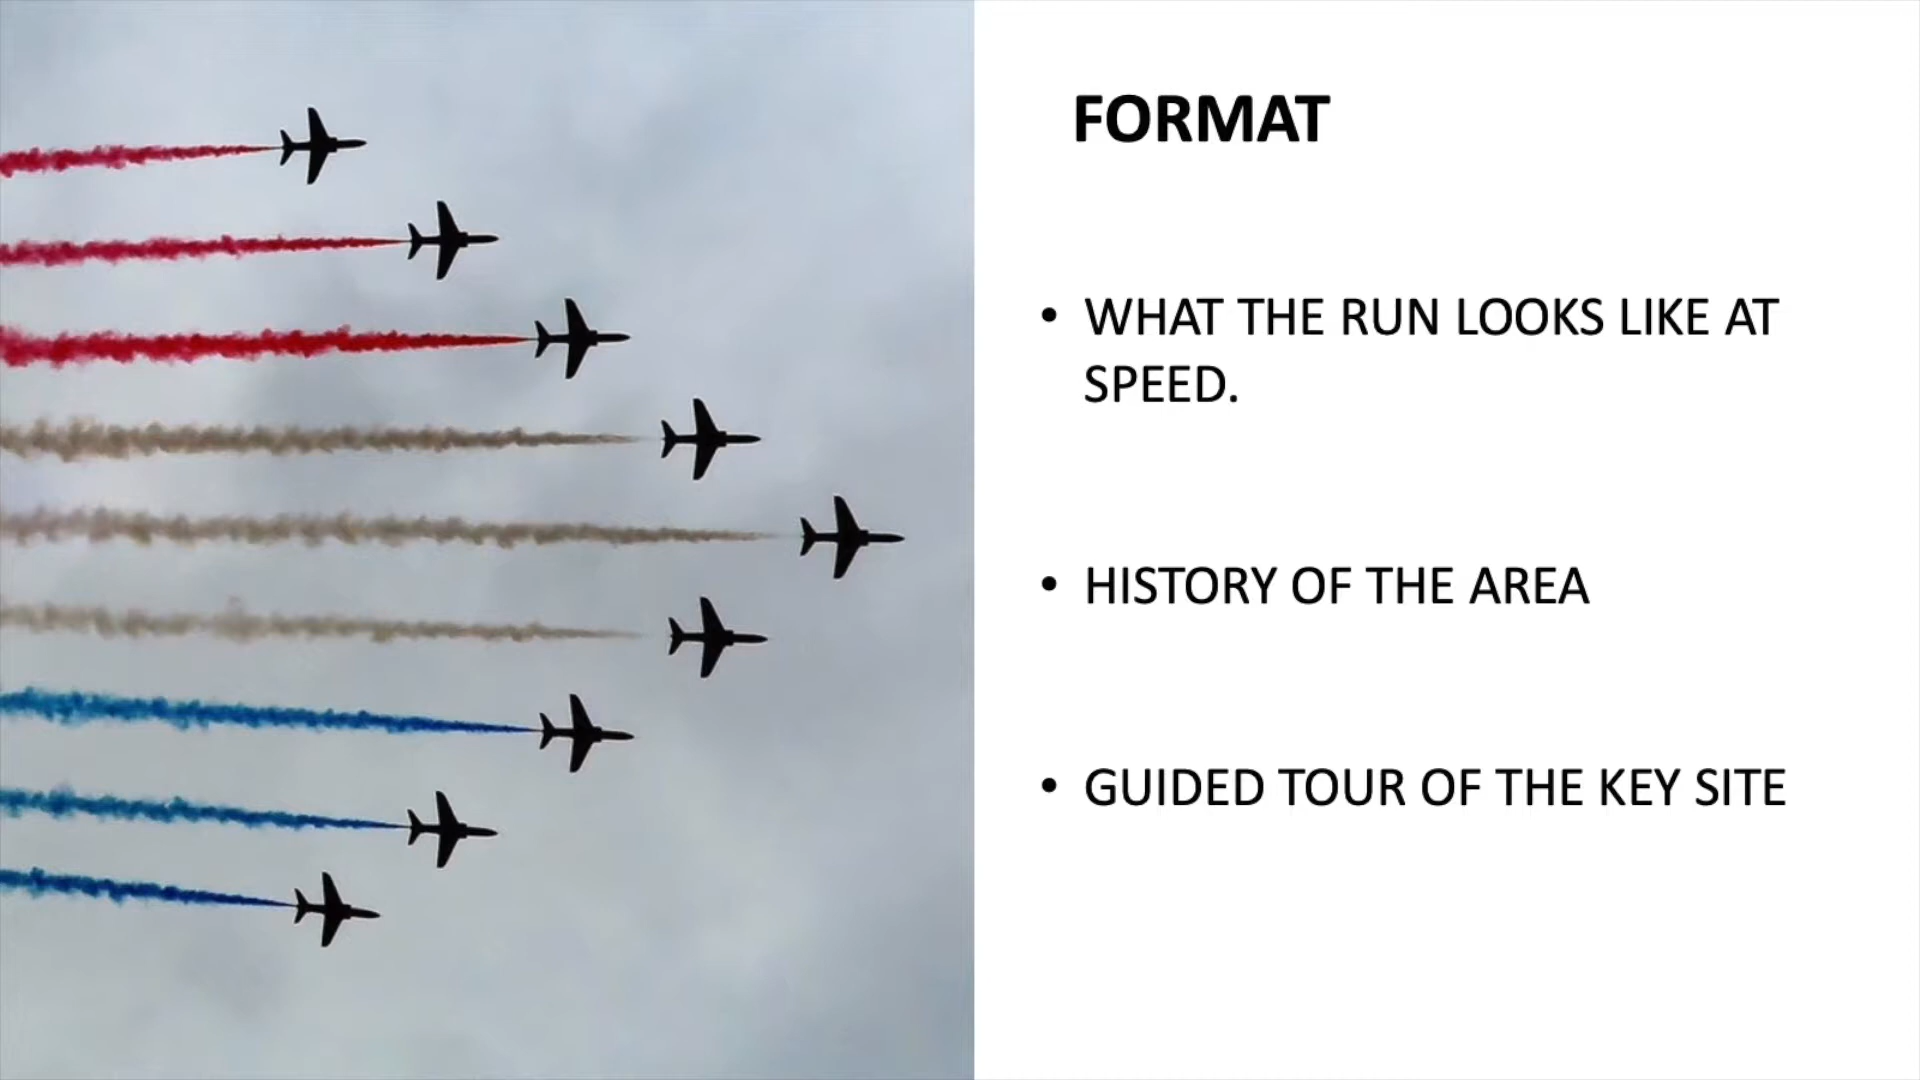 FORMAT
• WHAT THE RUN LOOKS LIKE AT
SPEED.
• HISTORY OF THE AREA
• GUIDED TOUR OF THE KEY SITE